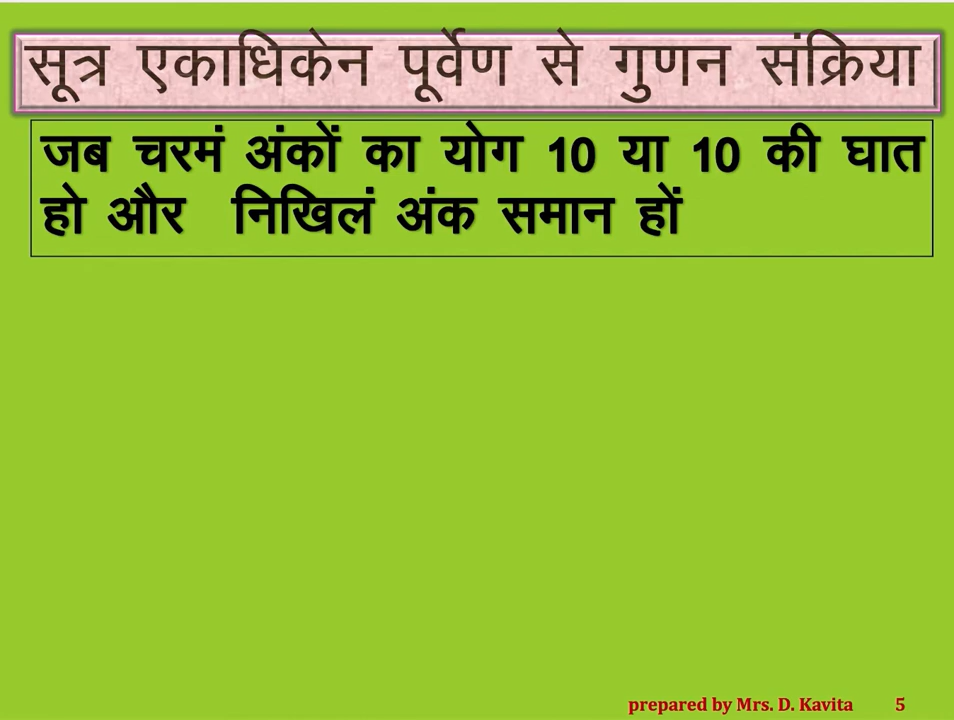 सूत्र एकाधिकेन पूर्वेण से गुणन संक्रिया
जब चरमं अंकों का योग 10 या 10 की घात
हो और निखिलं अंक समान हों
prepared by Mrs. D. Kavita 5